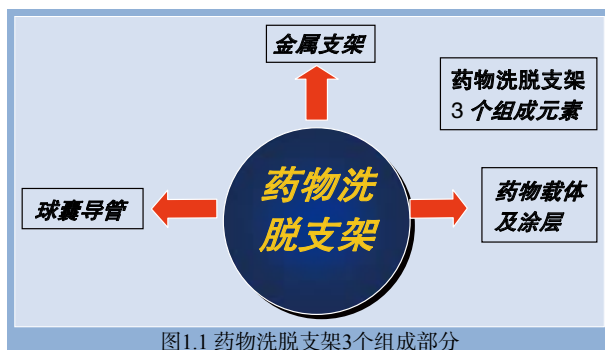 金属支架
药物洗脱支架
3 个组成元素
药物洗
脱支架
球囊导管
药物载体
及涂层
图1.1 药物洗脱支架3个组成部分